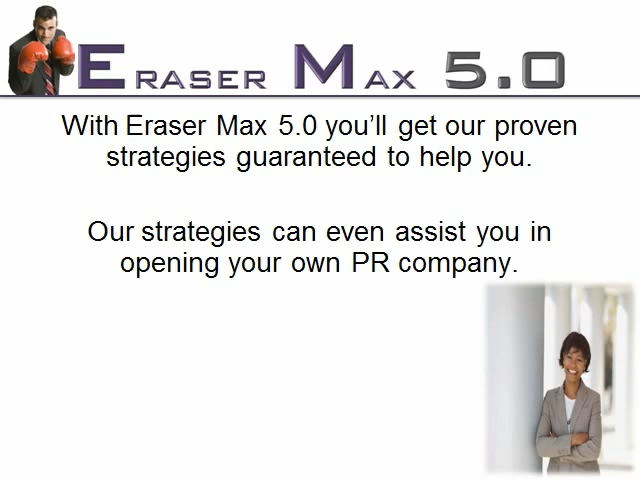 ERASER MAX 5.0
With Eraser Max 5.0 you'll get our proven
strategies guaranteed to help you.
Our strategies can even assist you in
opening your own PR company.